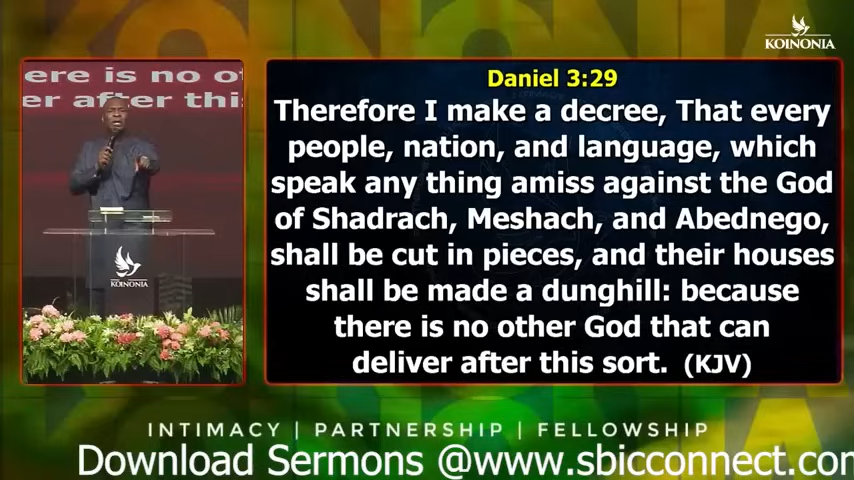 KOINONIA
ere is no ot
er after this
KOINONIA
Daniel 3:29
Therefore I make a decree, That every
people, nation, and language, which
speak any thing amiss against the God
of Shadrach, Meshach, and Abednego,
shall be cut in pieces, and their houses
shall be made a dunghill: because
there is no other God that can
deliver after this sort. (KJV)
INTIMACY | PARTNERSHIP | FELLOWSHIP
Download Sermons @www.sbicconnect.com